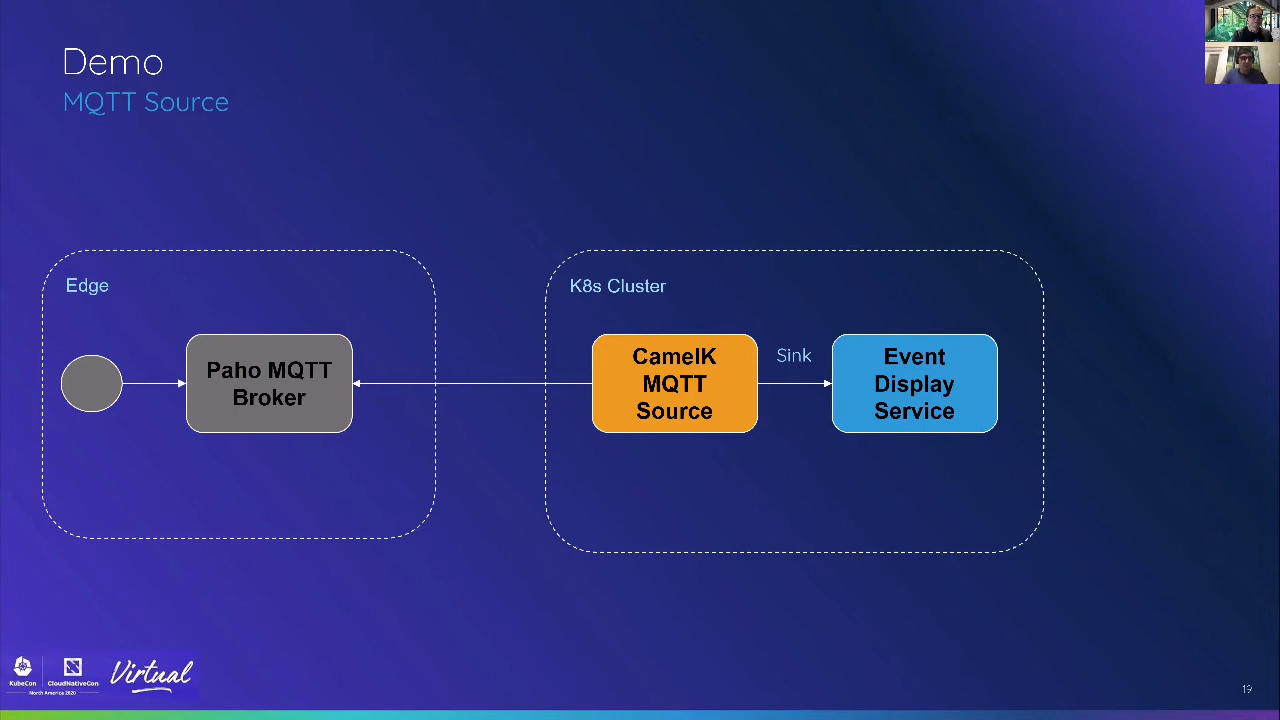 Demo
MQTT Source
Edge
Paho MQTT
Broker
K8s Cluster
CamelK
MQTT
Source
Sink
Event
Display
Service
KubeCon
CloudNativeCon
North America 2020
Virtual
19